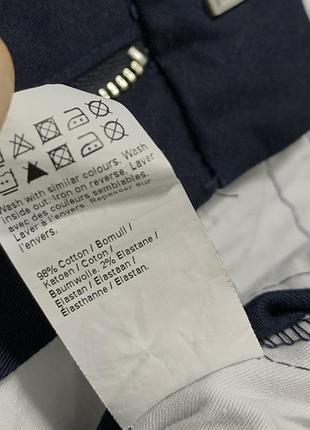 Wash with similar colours. Wash
inside out. Iron on reverse. Laver
avec des couleurs semblables.
Laver à l'envers. Repasser sur
l'envers.
98% Cotton / Bomull /
Katoen / Coton /
Baumwolle, 2% Elastane /
Elastan / Elastaan /
Elasthanne / Elastan.